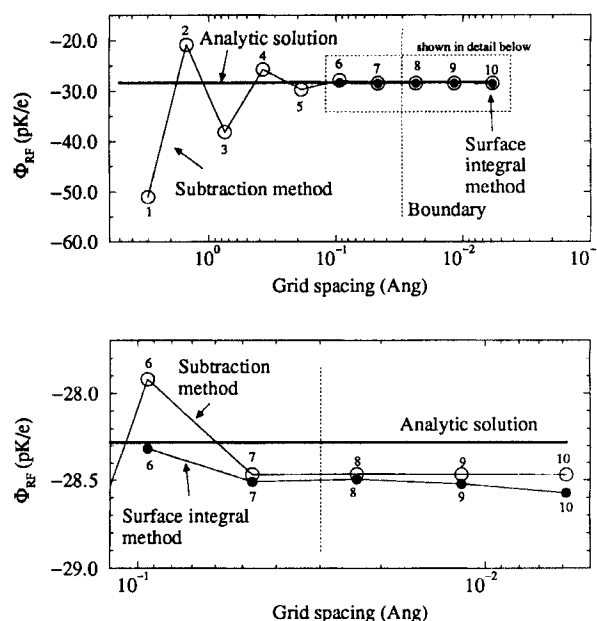 −20.0
−30.0
−40.0
−50.0
−60.0
Φ_RF (pK/e)
2
Analytic solution
4
shown in detail below
6
7
8
9
10
5
3
Surface
integral
method
Subtraction method
1
Boundary
10^0
10^-1
10^-2
Grid spacing (Ang)
−28.0
−28.5
−29.0
Φ_RF (pK/e)
6
Subtraction
method
Analytic solution
7
8
9
10
6
7
8
9
10
Surface integral
method
10^-1
10^-2
Grid spacing (Ang)